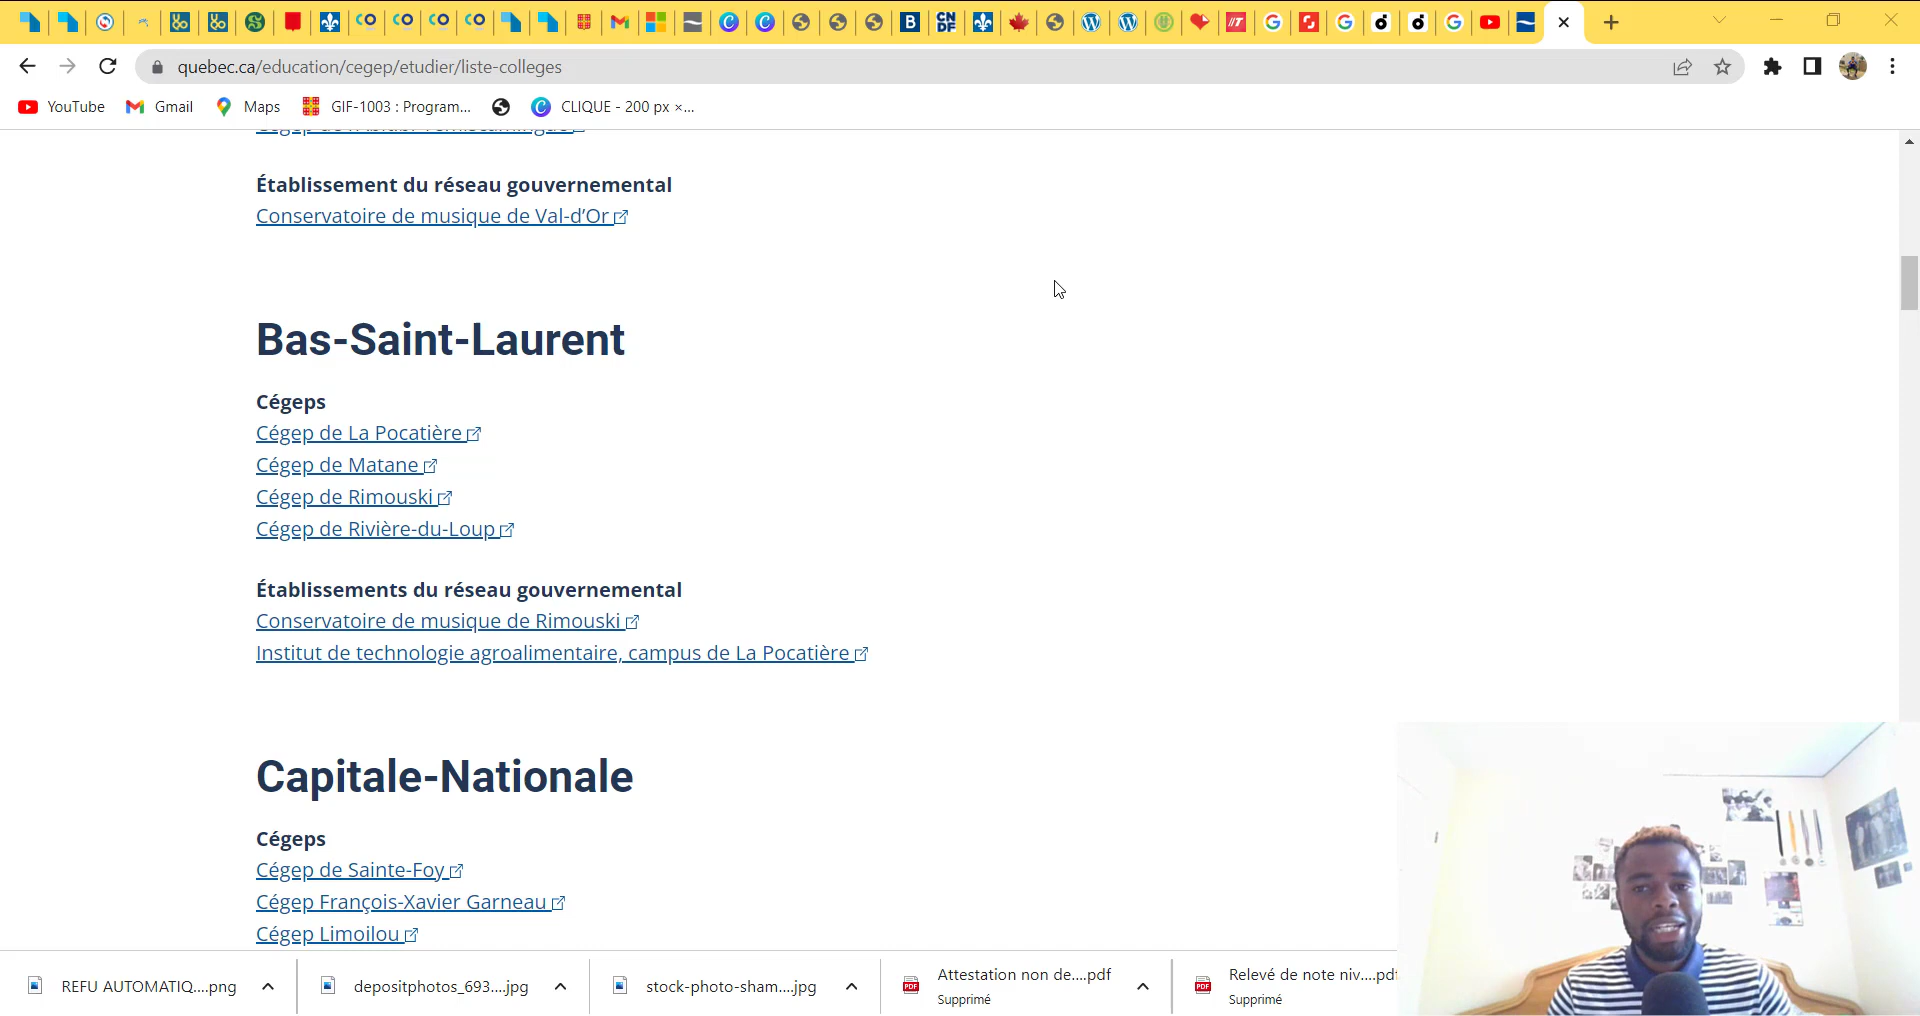 quebec.ca/education/cegep/etudier/liste-colleges
YouTube
Gmail
Maps
GIF-1003 : Program...
CLIQUE - 200 px ×...
Établissement du réseau gouvernemental
Conservatoire de musique de Val-d'Or
Bas-Saint-Laurent
Cégeps
Cégep de La Pocatière
Cégep de Matane
Cégep de Rimouski
Cégep de Rivière-du-Loup
Établissements du réseau gouvernemental
Conservatoire de musique de Rimouski
Institut de technologie agroalimentaire, campus de La Pocatière
Capitale-Nationale
Cégeps
Cégep de Sainte-Foy
Cégep François-Xavier Garneau
Cégep Limoilou
REFU AUTOMATIQ....png
depositphotos_693....jpg
stock-photo-sham....jpg
Attestation non de....pdf
Supprimé
Relevé de note niv....pdf
Supprimé